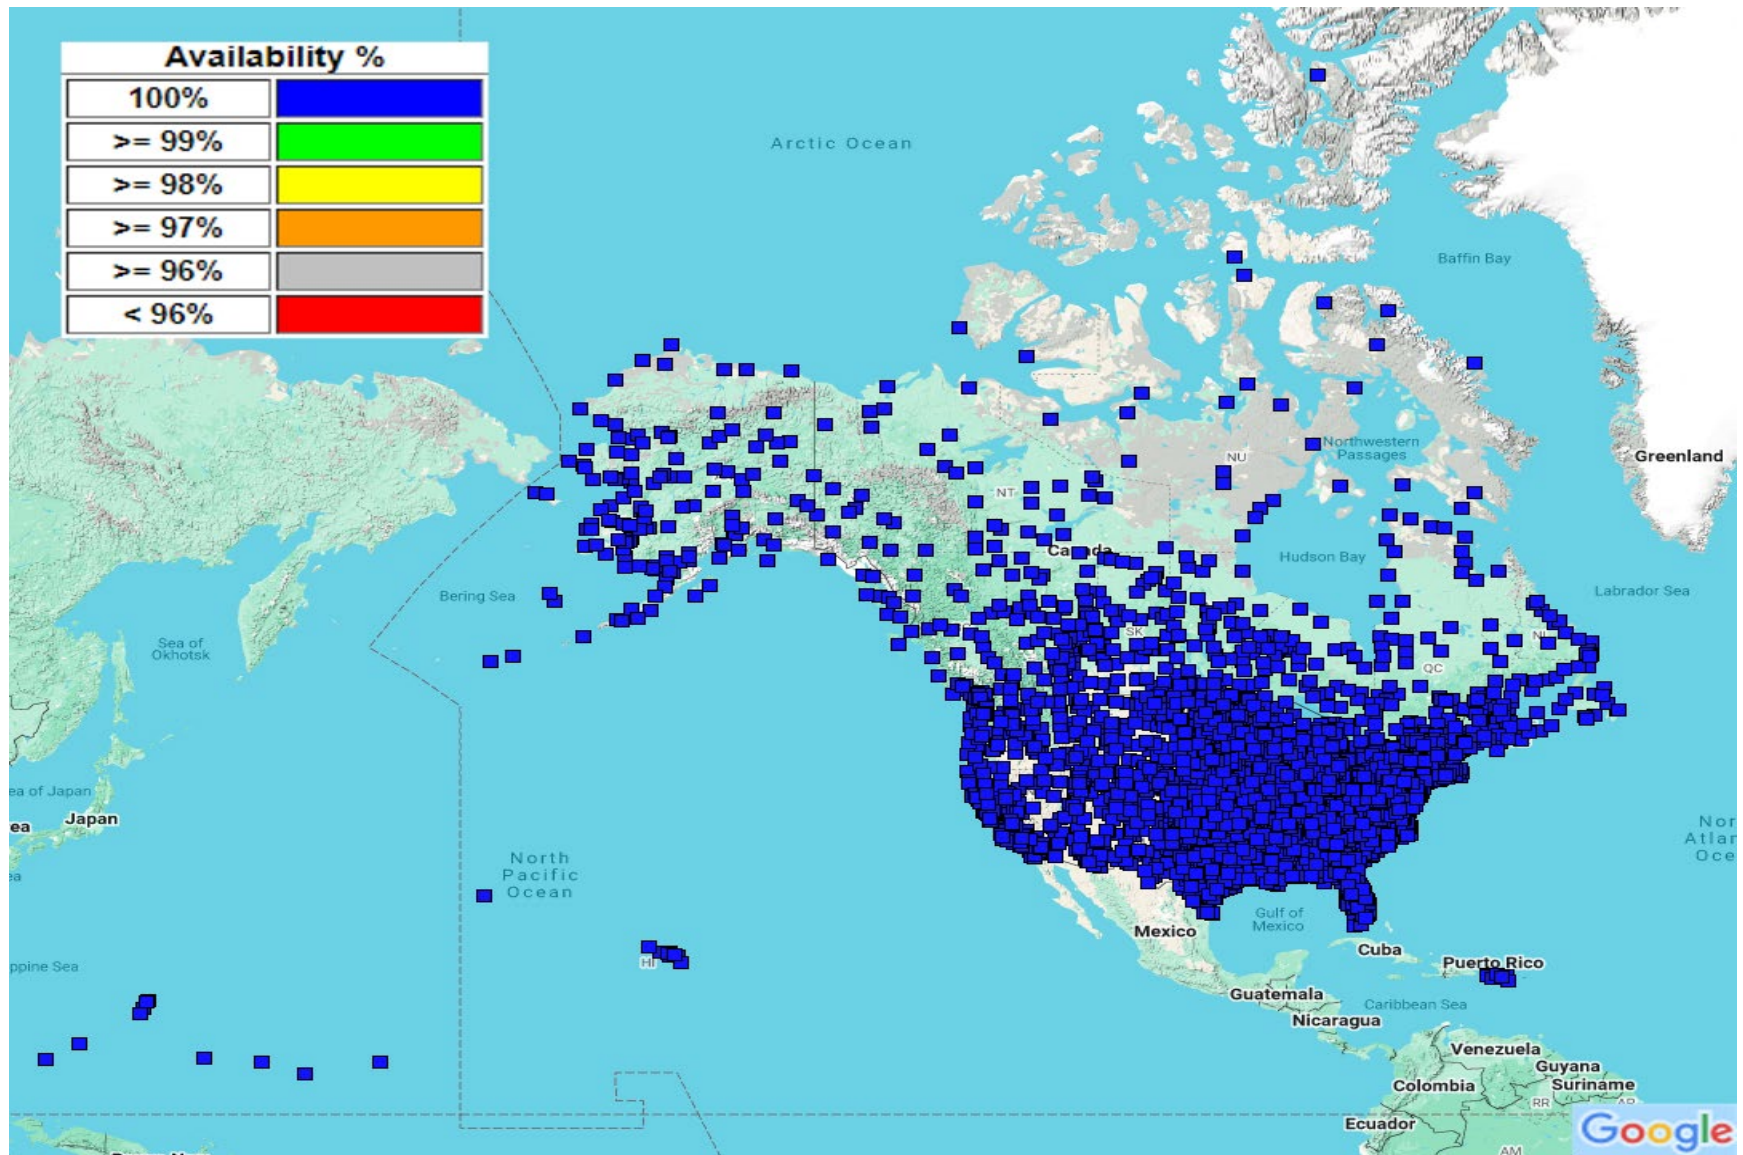 Availability %
100%
>= 99%
>= 98%
>= 97%
>= 96%
< 96%
Arctic Ocean
Baffin Bay
Northwestern
Passages
Greenland
NU
NT
Canada
Hudson Bay
Labrador Sea
Bering Sea
Sea of
Okhotsk
SK
NL
QC
ea of Japan
ea
Japan
North
Pacific
Ocean
Nor
Atlan
Oce
Gulf of
Mexico
Mexico
Cuba
HI
ppine Sea
Puerto Rico
Guatemala
Caribbean Sea
Nicaragua
Venezuela
Guyana
Colombia
Suriname
RR
AP
Ecuador
Google
AM